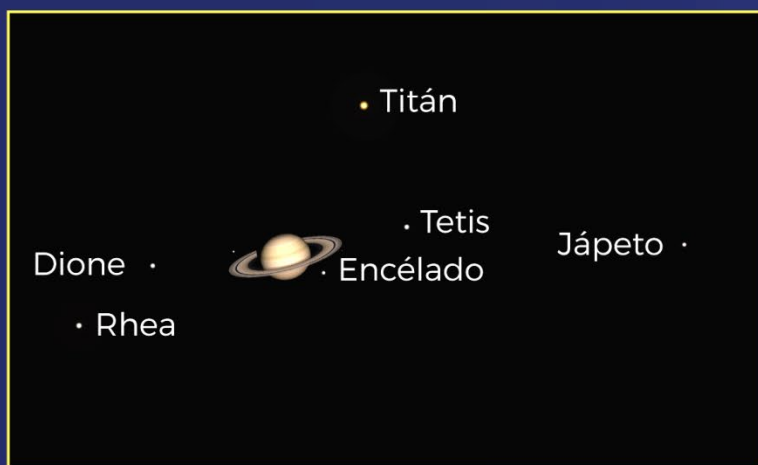 Titán
Tetis
Jápeto
Dione
Encélado
Rhea